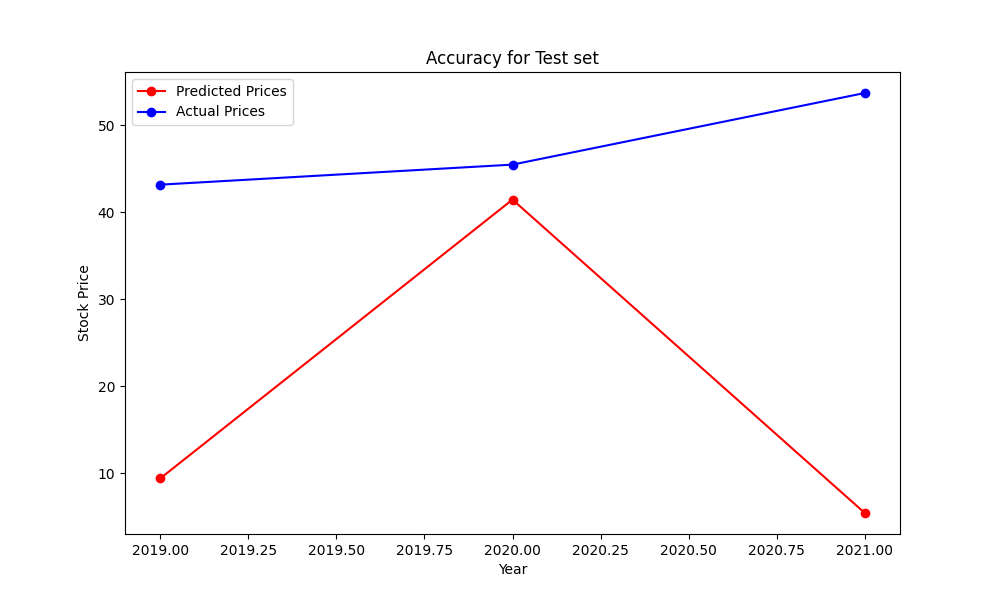 Accuracy for Test set
Predicted Prices
Actual Prices
Stock Price
50
40
30
20
10
2019.00 2019.25 2019.50 2019.75 2020.00 2020.25 2020.50 2020.75 2021.00
Year